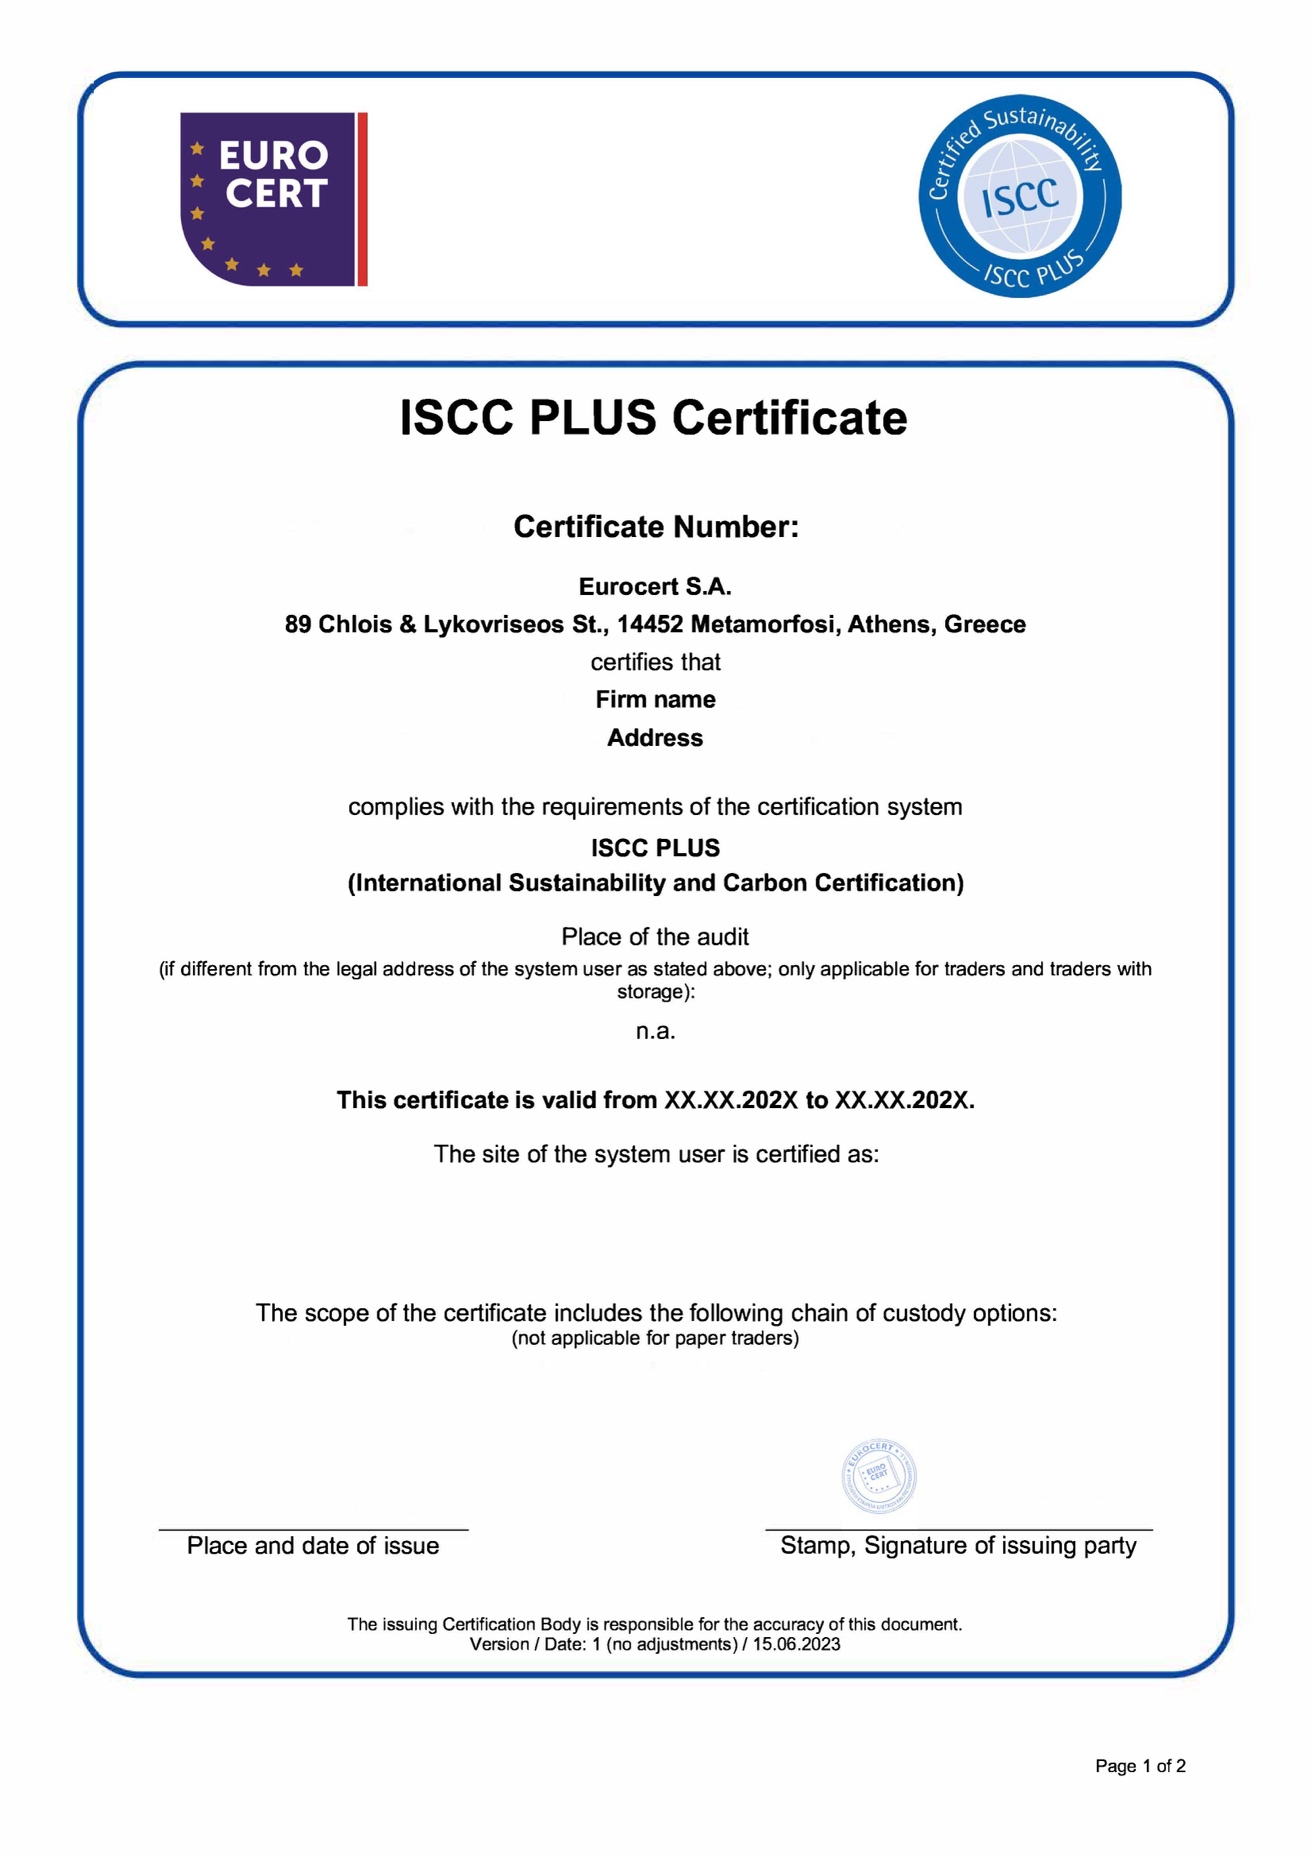 EURO
CERT
Certified Sustainability
ISCC
ISCC PLUS
ISCC PLUS Certificate
Certificate Number:
Eurocert S.A.
89 Chlois & Lykovriseos St., 14452 Metamorfosi, Athens, Greece
certifies that
Firm name
Address
complies with the requirements of the certification system
ISCC PLUS
(International Sustainability and Carbon Certification)
Place of the audit
(if different from the legal address of the system user as stated above; only applicable for traders and traders with
storage):
n.a.
This certificate is valid from XX.XX.202X to XX.XX.202X.
The site of the system user is certified as:
The scope of the certificate includes the following chain of custody options:
(not applicable for paper traders)
EUROCERT
EURO
CERT
Place and date of issue
Stamp, Signature of issuing party
The issuing Certification Body is responsible for the accuracy of this document.
Version / Date: 1 (no adjustments) / 15.06.2023
Page 1 of 2